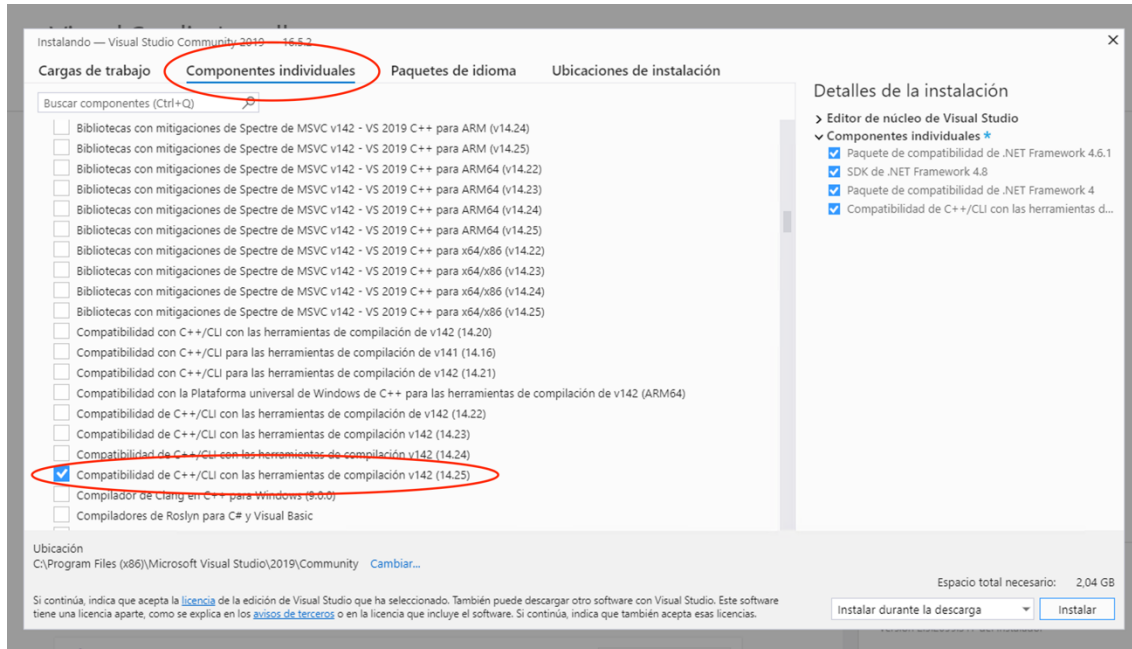 Instalando — Visual Studio Community 2019 — 16.5.2
Cargas de trabajo
Componentes individuales
Paquetes de idioma
Ubicaciones de instalación
Buscar componentes (Ctrl+Q)
Bibliotecas con mitigaciones de Spectre de MSVC v142 - VS 2019 C++ para ARM (v14.24)
Bibliotecas con mitigaciones de Spectre de MSVC v142 - VS 2019 C++ para ARM (v14.25)
Bibliotecas con mitigaciones de Spectre de MSVC v142 - VS 2019 C++ para ARM64 (v14.22)
Bibliotecas con mitigaciones de Spectre de MSVC v142 - VS 2019 C++ para ARM64 (v14.23)
Bibliotecas con mitigaciones de Spectre de MSVC v142 - VS 2019 C++ para ARM64 (v14.24)
Bibliotecas con mitigaciones de Spectre de MSVC v142 - VS 2019 C++ para ARM64 (v14.25)
Bibliotecas con mitigaciones de Spectre de MSVC v142 - VS 2019 C++ para x64/x86 (v14.22)
Bibliotecas con mitigaciones de Spectre de MSVC v142 - VS 2019 C++ para x64/x86 (v14.23)
Bibliotecas con mitigaciones de Spectre de MSVC v142 - VS 2019 C++ para x64/x86 (v14.24)
Bibliotecas con mitigaciones de Spectre de MSVC v142 - VS 2019 C++ para x64/x86 (v14.25)
Compatibilidad con C++/CLI con las herramientas de compilación de v142 (14.20)
Compatibilidad con C++/CLI para las herramientas de compilación de v141 (14.16)
Compatibilidad con C++/CLI para las herramientas de compilación de v142 (14.21)
Compatibilidad con la Plataforma universal de Windows de C++ para las herramientas de compilación de v142 (ARM64)
Compatibilidad de C++/CLI con las herramientas de compilación de v142 (14.22)
Compatibilidad de C++/CLI con las herramientas de compilación v142 (14.23)
Compatibilidad de C++/CLI con las herramientas de compilación v142 (14.24)
Compatibilidad de C++/CLI con las herramientas de compilación v142 (14.25)
Compilador de Clang en C++ para Windows (9.0.0)
Compiladores de Roslyn para C# y Visual Basic
Detalles de la instalación
Editor de núcleo de Visual Studio
Componentes individuales *
Paquete de compatibilidad de .NET Framework 4.6.1
SDK de .NET Framework 4.8
Paquete de compatibilidad de .NET Framework 4
Compatibilidad de C++/CLI con las herramientas d...
Ubicación
C:\Program Files (x86)\Microsoft Visual Studio\2019\Community Cambiar...
Espacio total necesario: 2,04 GB
Si continúa, indica que acepta la licencia de la edición de Visual Studio que ha seleccionado. También puede descargar otro software con Visual Studio. Este software
tiene una licencia aparte, como se explica en los avisos de terceros o en la licencia que incluye el software. Si continúa, indica que también acepta esas licencias.
Instalar durante la descarga
Instalar